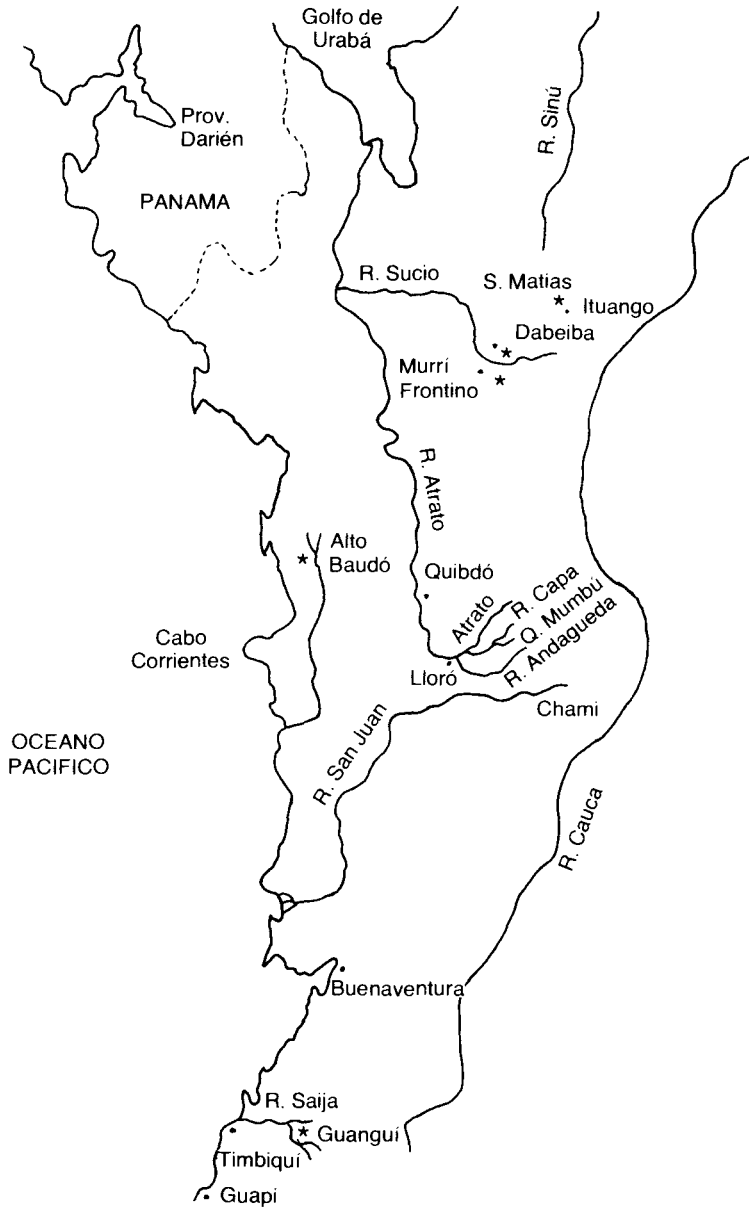 Golfo de
Urabá
Prov.
Darién
R. Sinú
PANAMA
R. Sucio
S. Matias
Ituango
Dabeiba
Murrí
Frontino
R. Atrato
Alto
Baudó
Quibdó
Atrato
R. Capa
Q. Mumbú
R. Andagueda
Cabo
Corrientes
Lloró
Chami
OCEANO
PACIFICO
R. San Juan
R. Cauca
Buenaventura
R. Saija
Guanguí
Timbiquí
Guapi